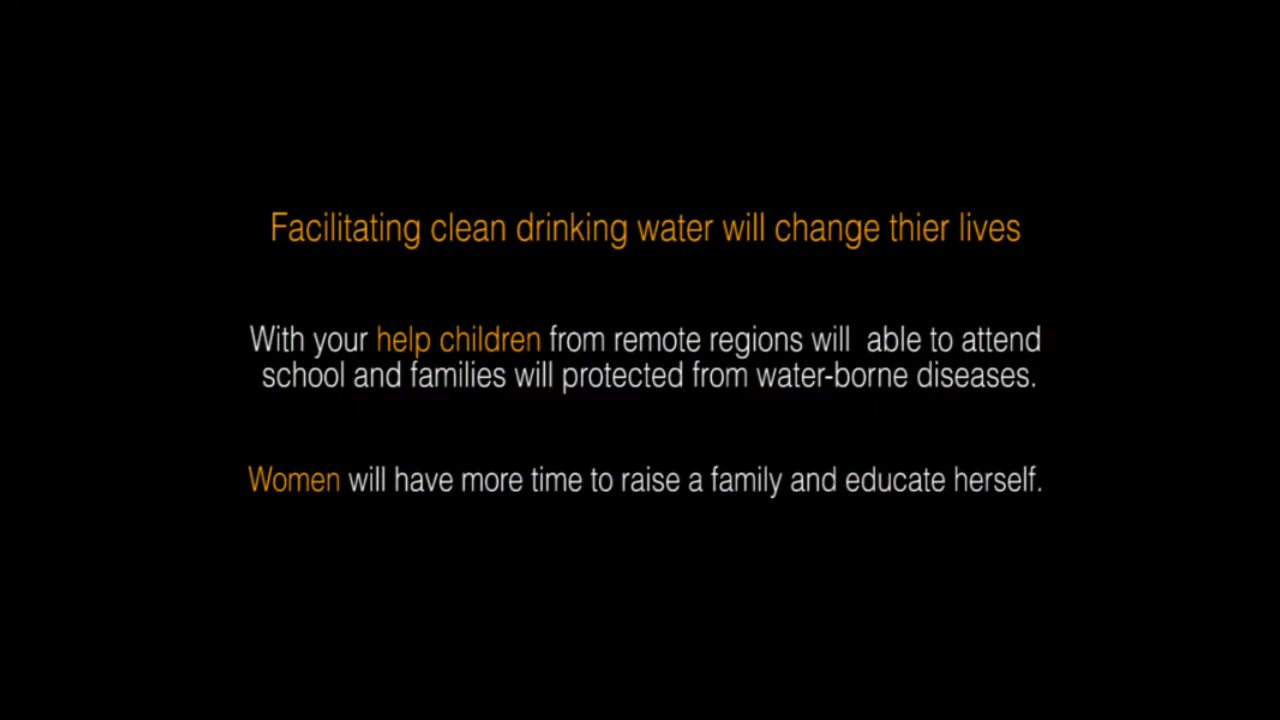 Facilitating clean drinking water will change thier lives
With your help children from remote regions will  able to attend
school and families will protected from water-borne diseases.
Women will have more time to raise a family and educate herself.